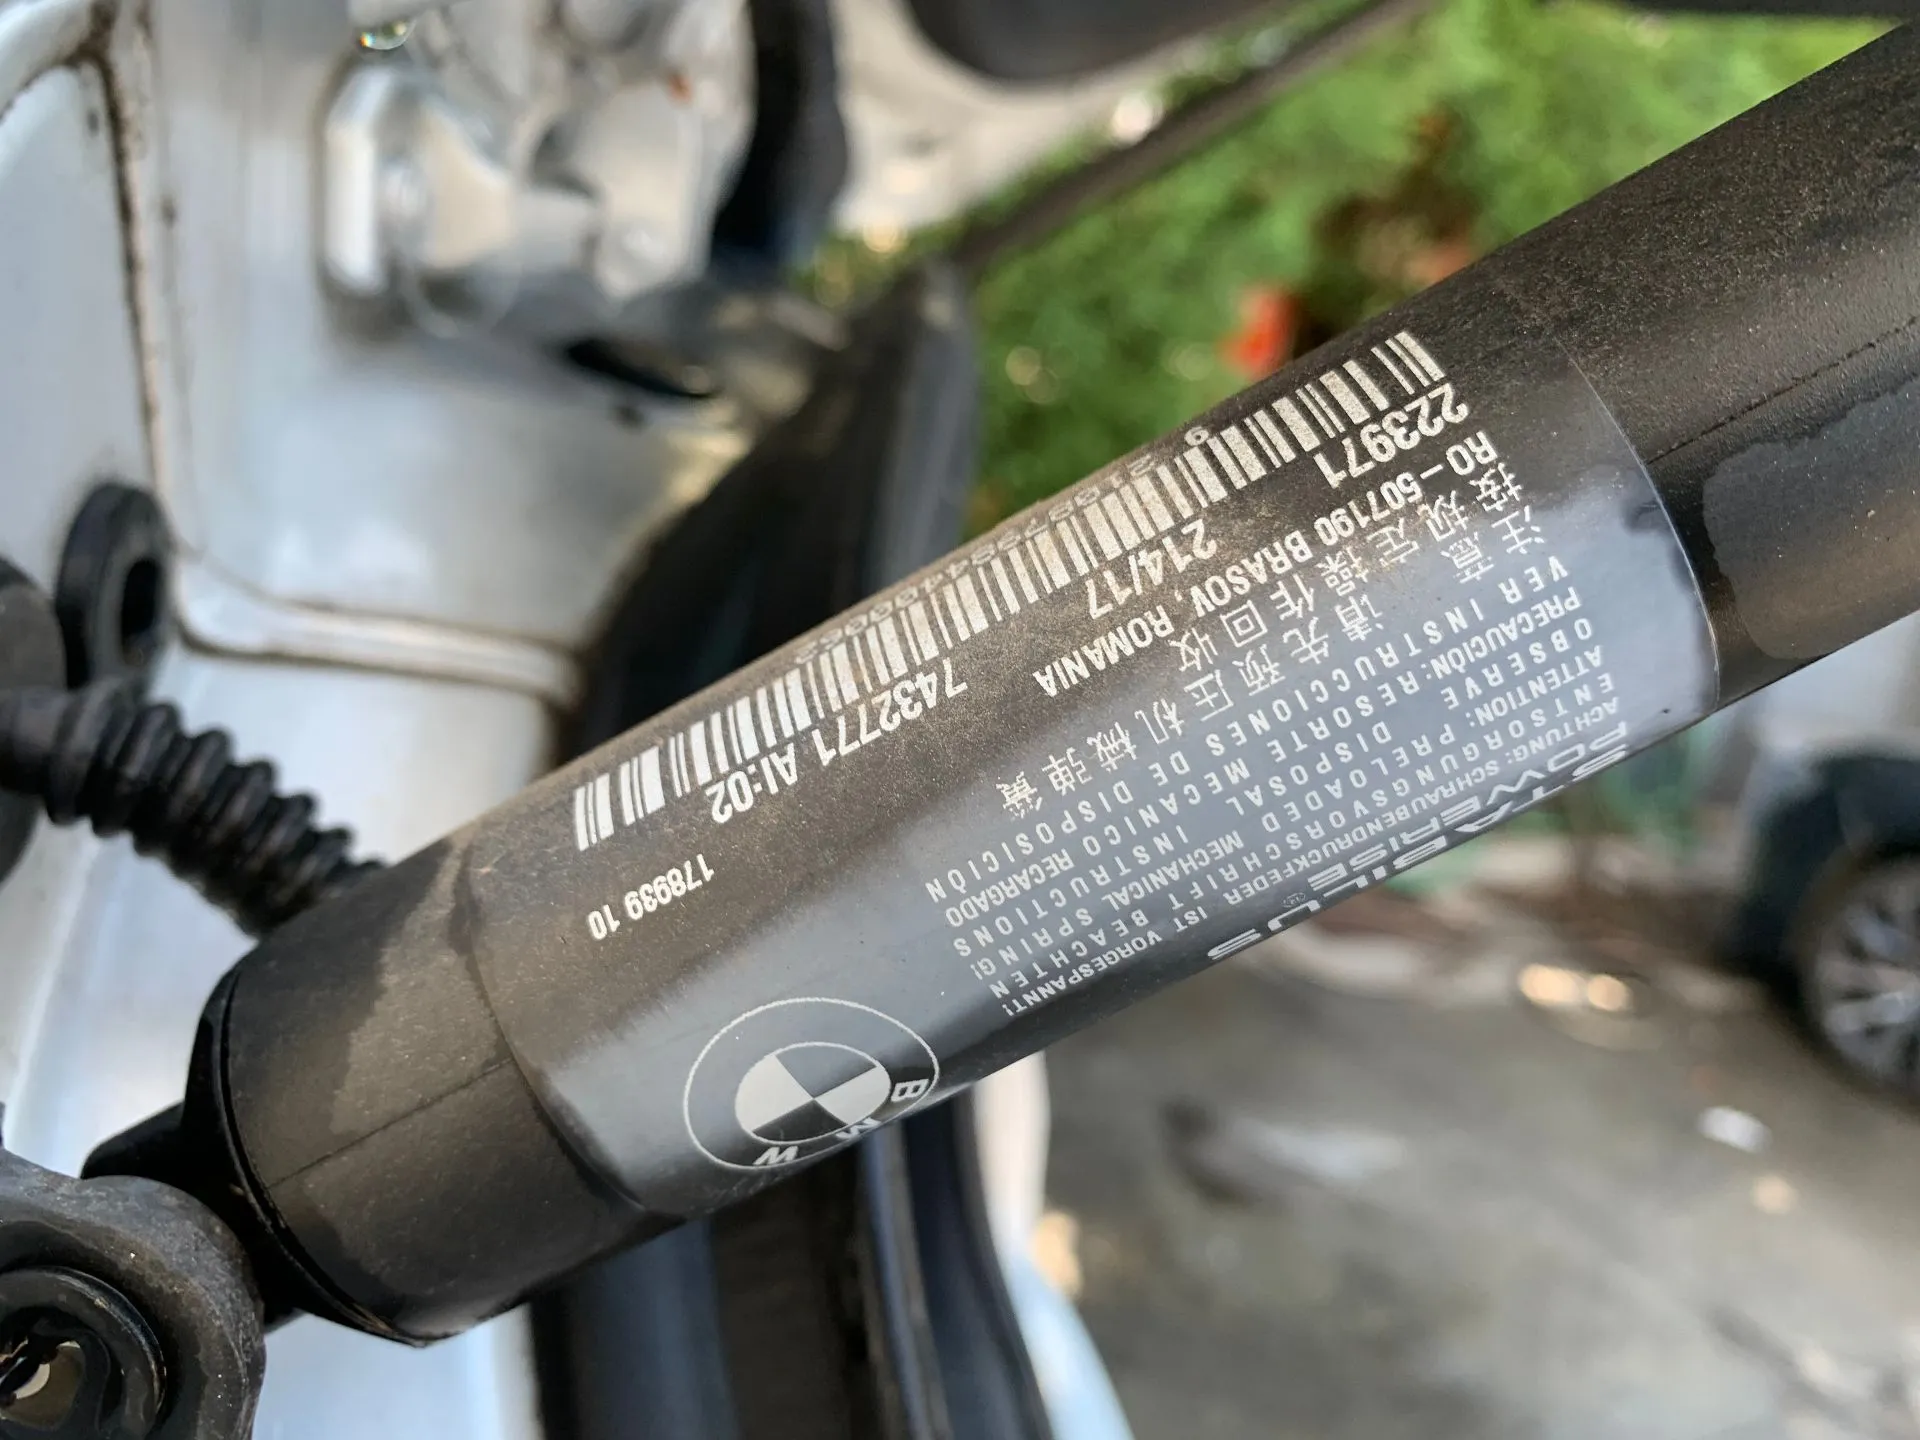 BMW
ACHTUNG: SCHRAUBENDRUCKFEDER IST VORGESPANNT!
ENTSORGUNGSVORSCHRIFT BEACHTEN
ATTENTION: PRELOADED MECHANICAL SPRING!
OBSERVE DISPOSAL INSTRUCTIONS
PRECAUCIÓN: RESORTE MECANICO RECARGADO
VER INSTRUCCIONES DE DISPOSICIÓN
注意 请先预压机械弹簧
按规定操作回收
RO-507190 BRASOV, ROMANIA
178939 10
223971 214/17 7432771 AI:02